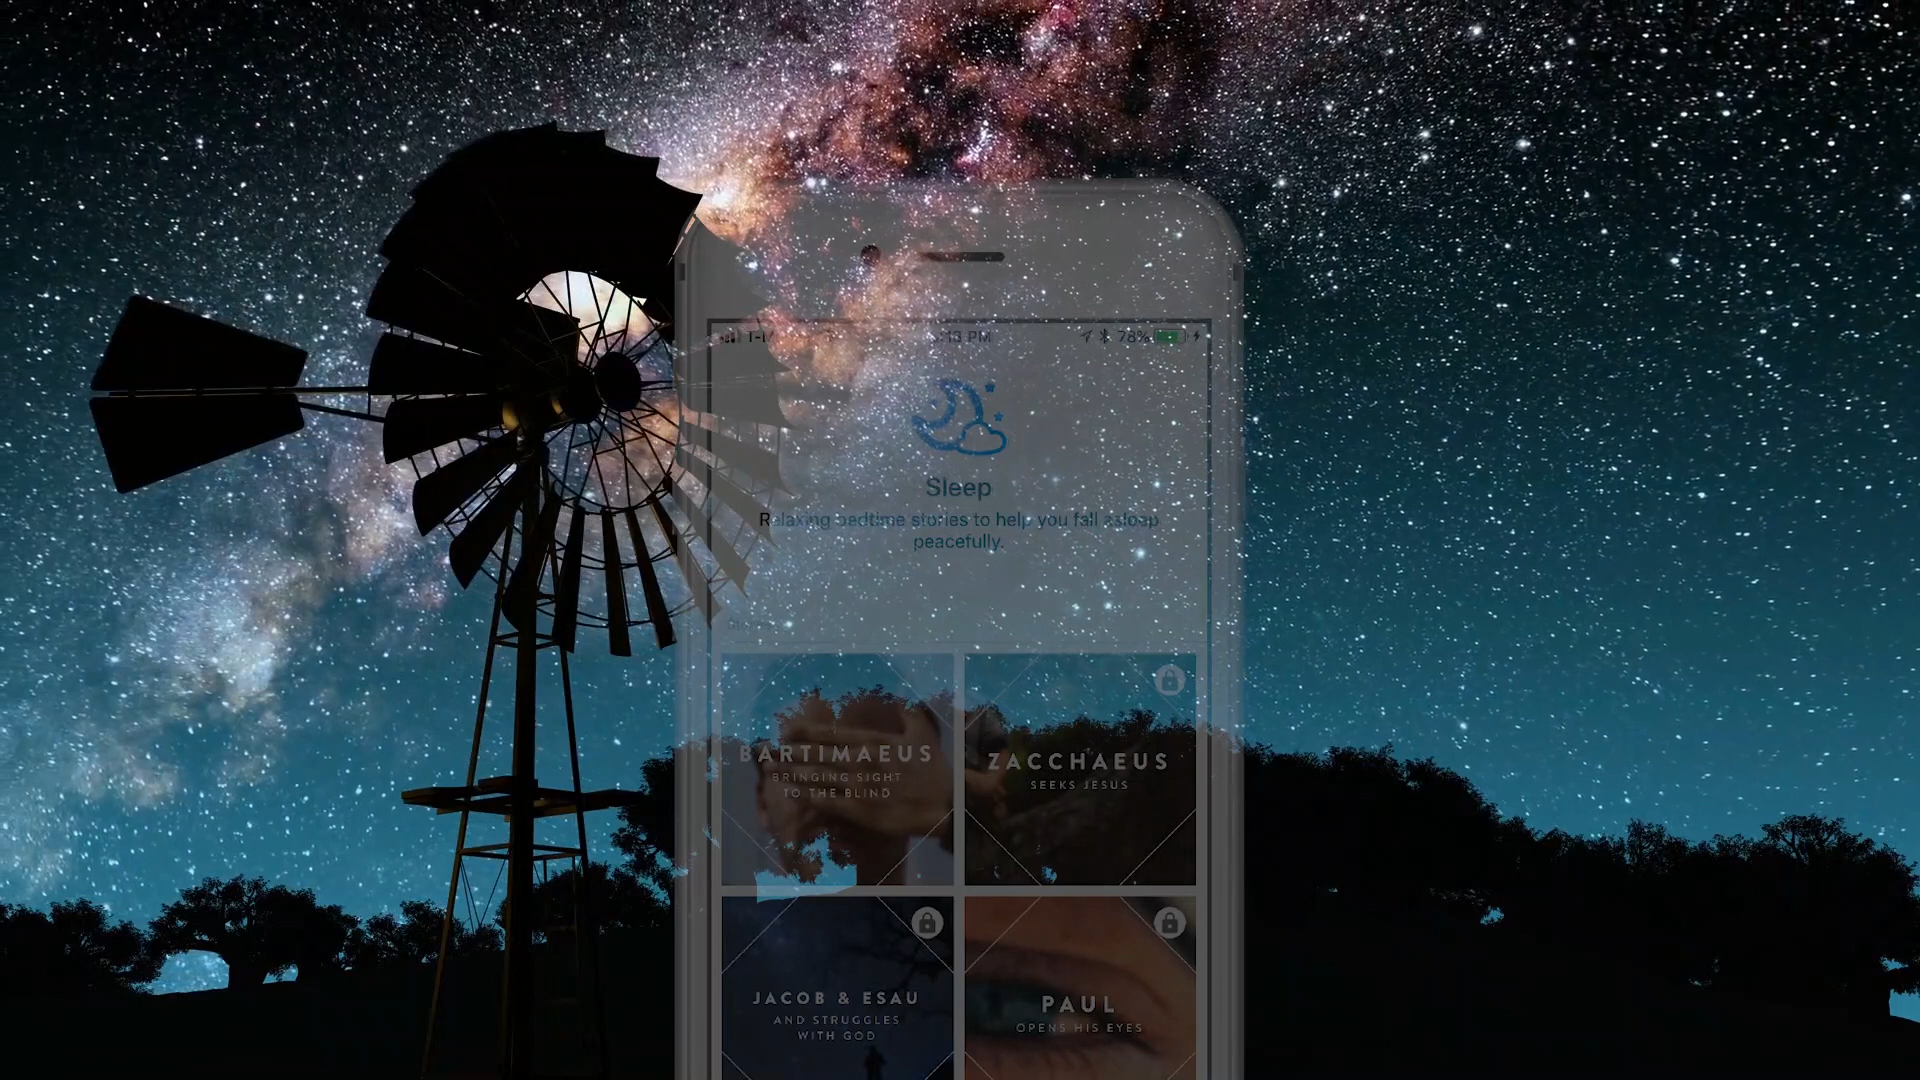 78%
Sleep
Relaxing bedtime stories to help you fall asleep
peacefully.
BARTIMAEUS
BRINGING SIGHT
TO THE BLIND
ZACCHAEUS
SEEKS JESUS
JACOB & ESAU
AND STRUGGLES
WITH GOD
PAUL
OPENS HIS EYES